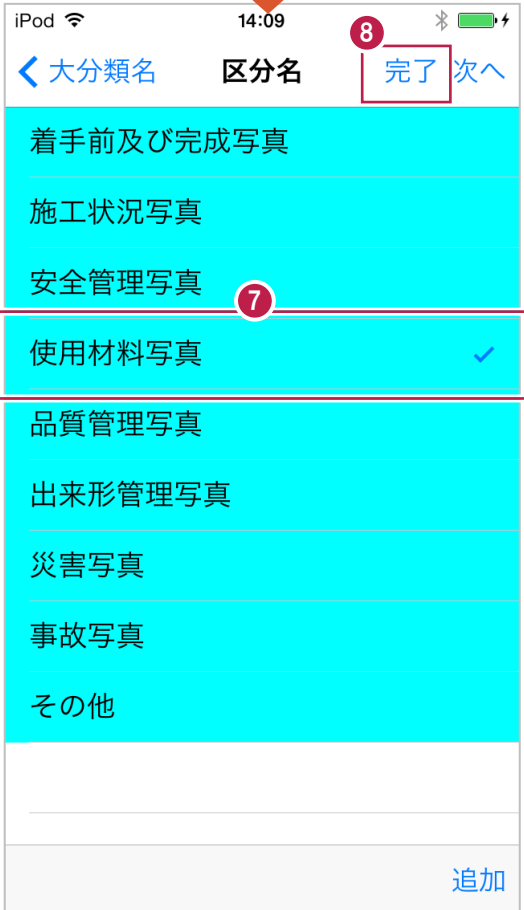 iPod 14:09
8
大分類名 区分名 完了 次へ
着手前及び完成写真
施工状況写真
安全管理写真
7
使用材料写真
品質管理写真
出来形管理写真
災害写真
事故写真
その他
追加